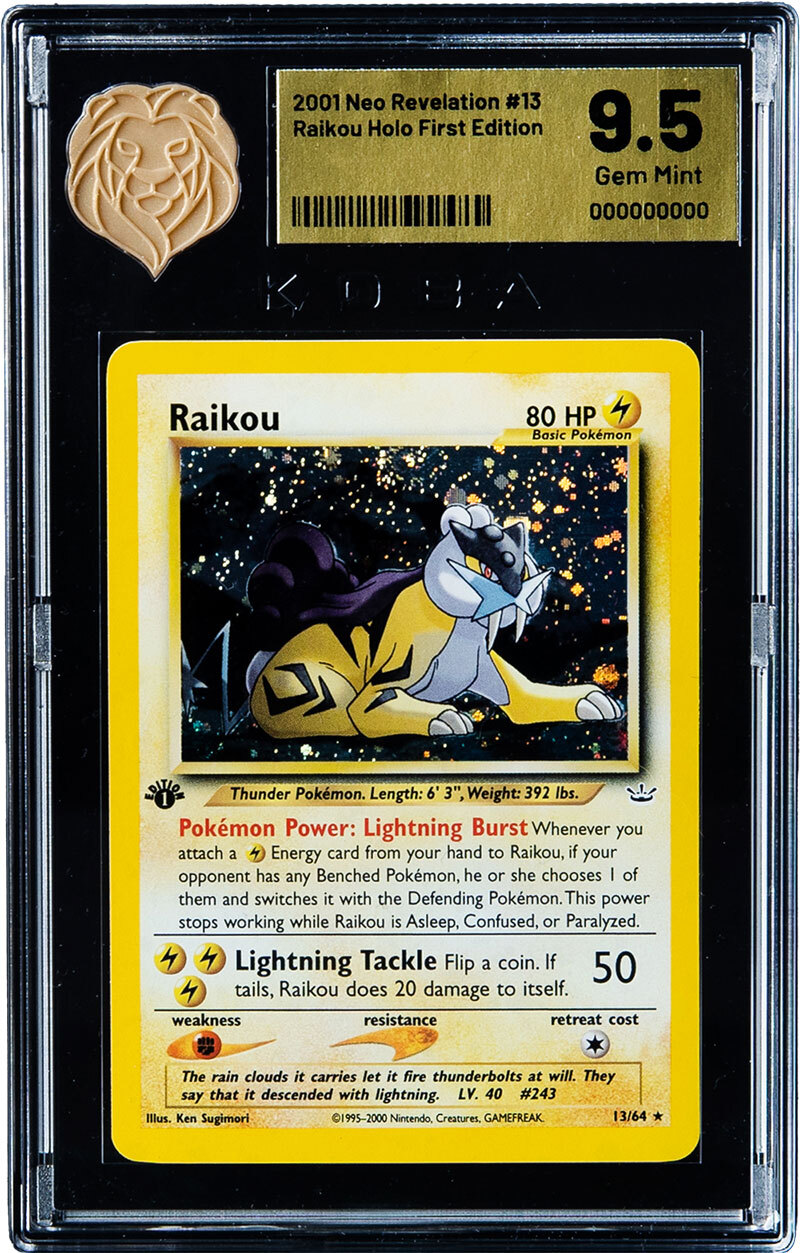 2001 Neo Revelation #13
Raikou Holo First Edition
9.5
Gem Mint
000000000
KOBA
Raikou
80 HP
Basic Pokémon
EDITION
1
Thunder Pokémon. Length: 6' 3", Weight: 392 lbs.
Pokémon Power: Lightning Burst Whenever you
attach a Energy card from your hand to Raikou, if your
opponent has any Benched Pokémon, he or she chooses 1 of
them and switches it with the Defending Pokémon. This power
stops working while Raikou is Asleep, Confused, or Paralyzed.
Lightning Tackle Flip a coin. If
tails, Raikou does 20 damage to itself.
50
weakness
resistance
retreat cost
The rain clouds it carries let it fire thunderbolts at will. They
say that it descended with lightning. LV. 40 #243
Illus. Ken Sugimori
©1995–2000 Nintendo, Creatures, GAMEFREAK.
13/64 ★